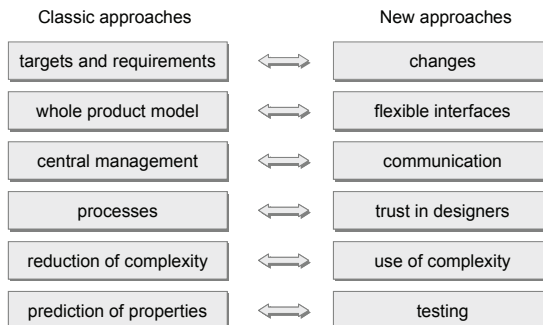 Classic approaches New approaches
targets and requirements changes
whole product model flexible interfaces
central management communication
processes trust in designers
reduction of complexity use of complexity
prediction of properties testing